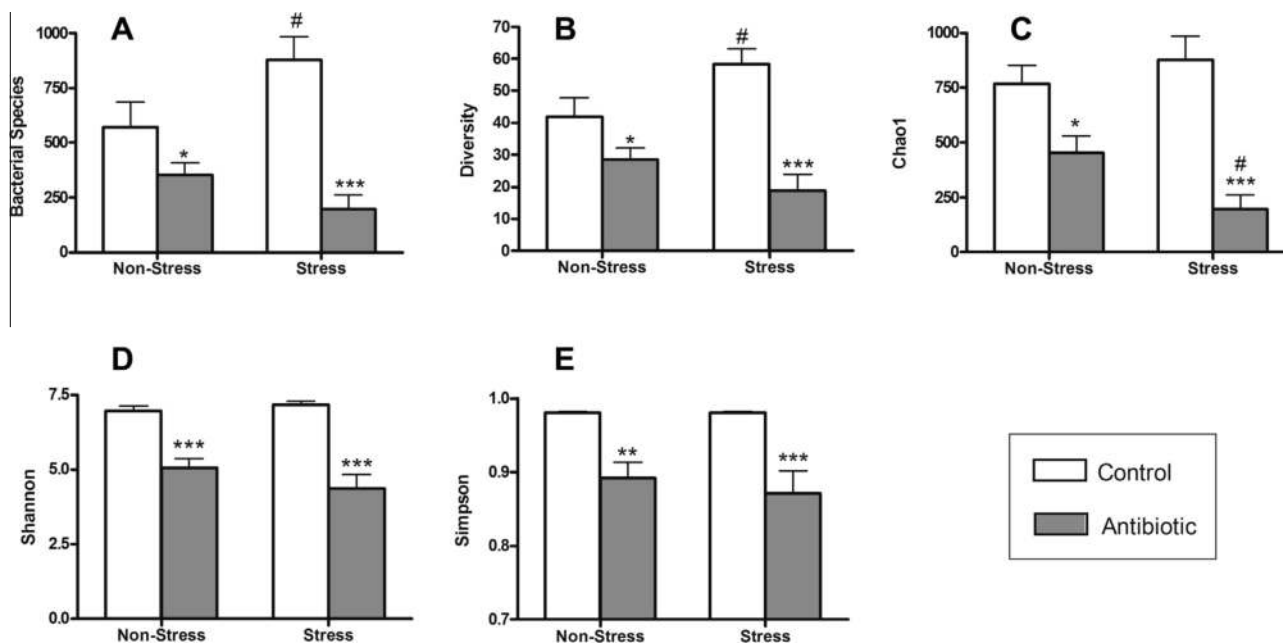 A
Bacterial Species
1000
750
500
250
0
#
*
***
Non-Stress
Stress
B
Diversity
70
60
50
40
30
20
10
0
#
*
***
Non-Stress
Stress
C
Chao1
1000
750
500
250
0
*
#
***
Non-Stress
Stress
D
Shannon
7.5
5.0
2.5
0.0
***
***
Non-Stress
Stress
E
Simpson
1.0
0.9
0.8
0.7
**
***
Non-Stress
Stress
Control
Antibiotic